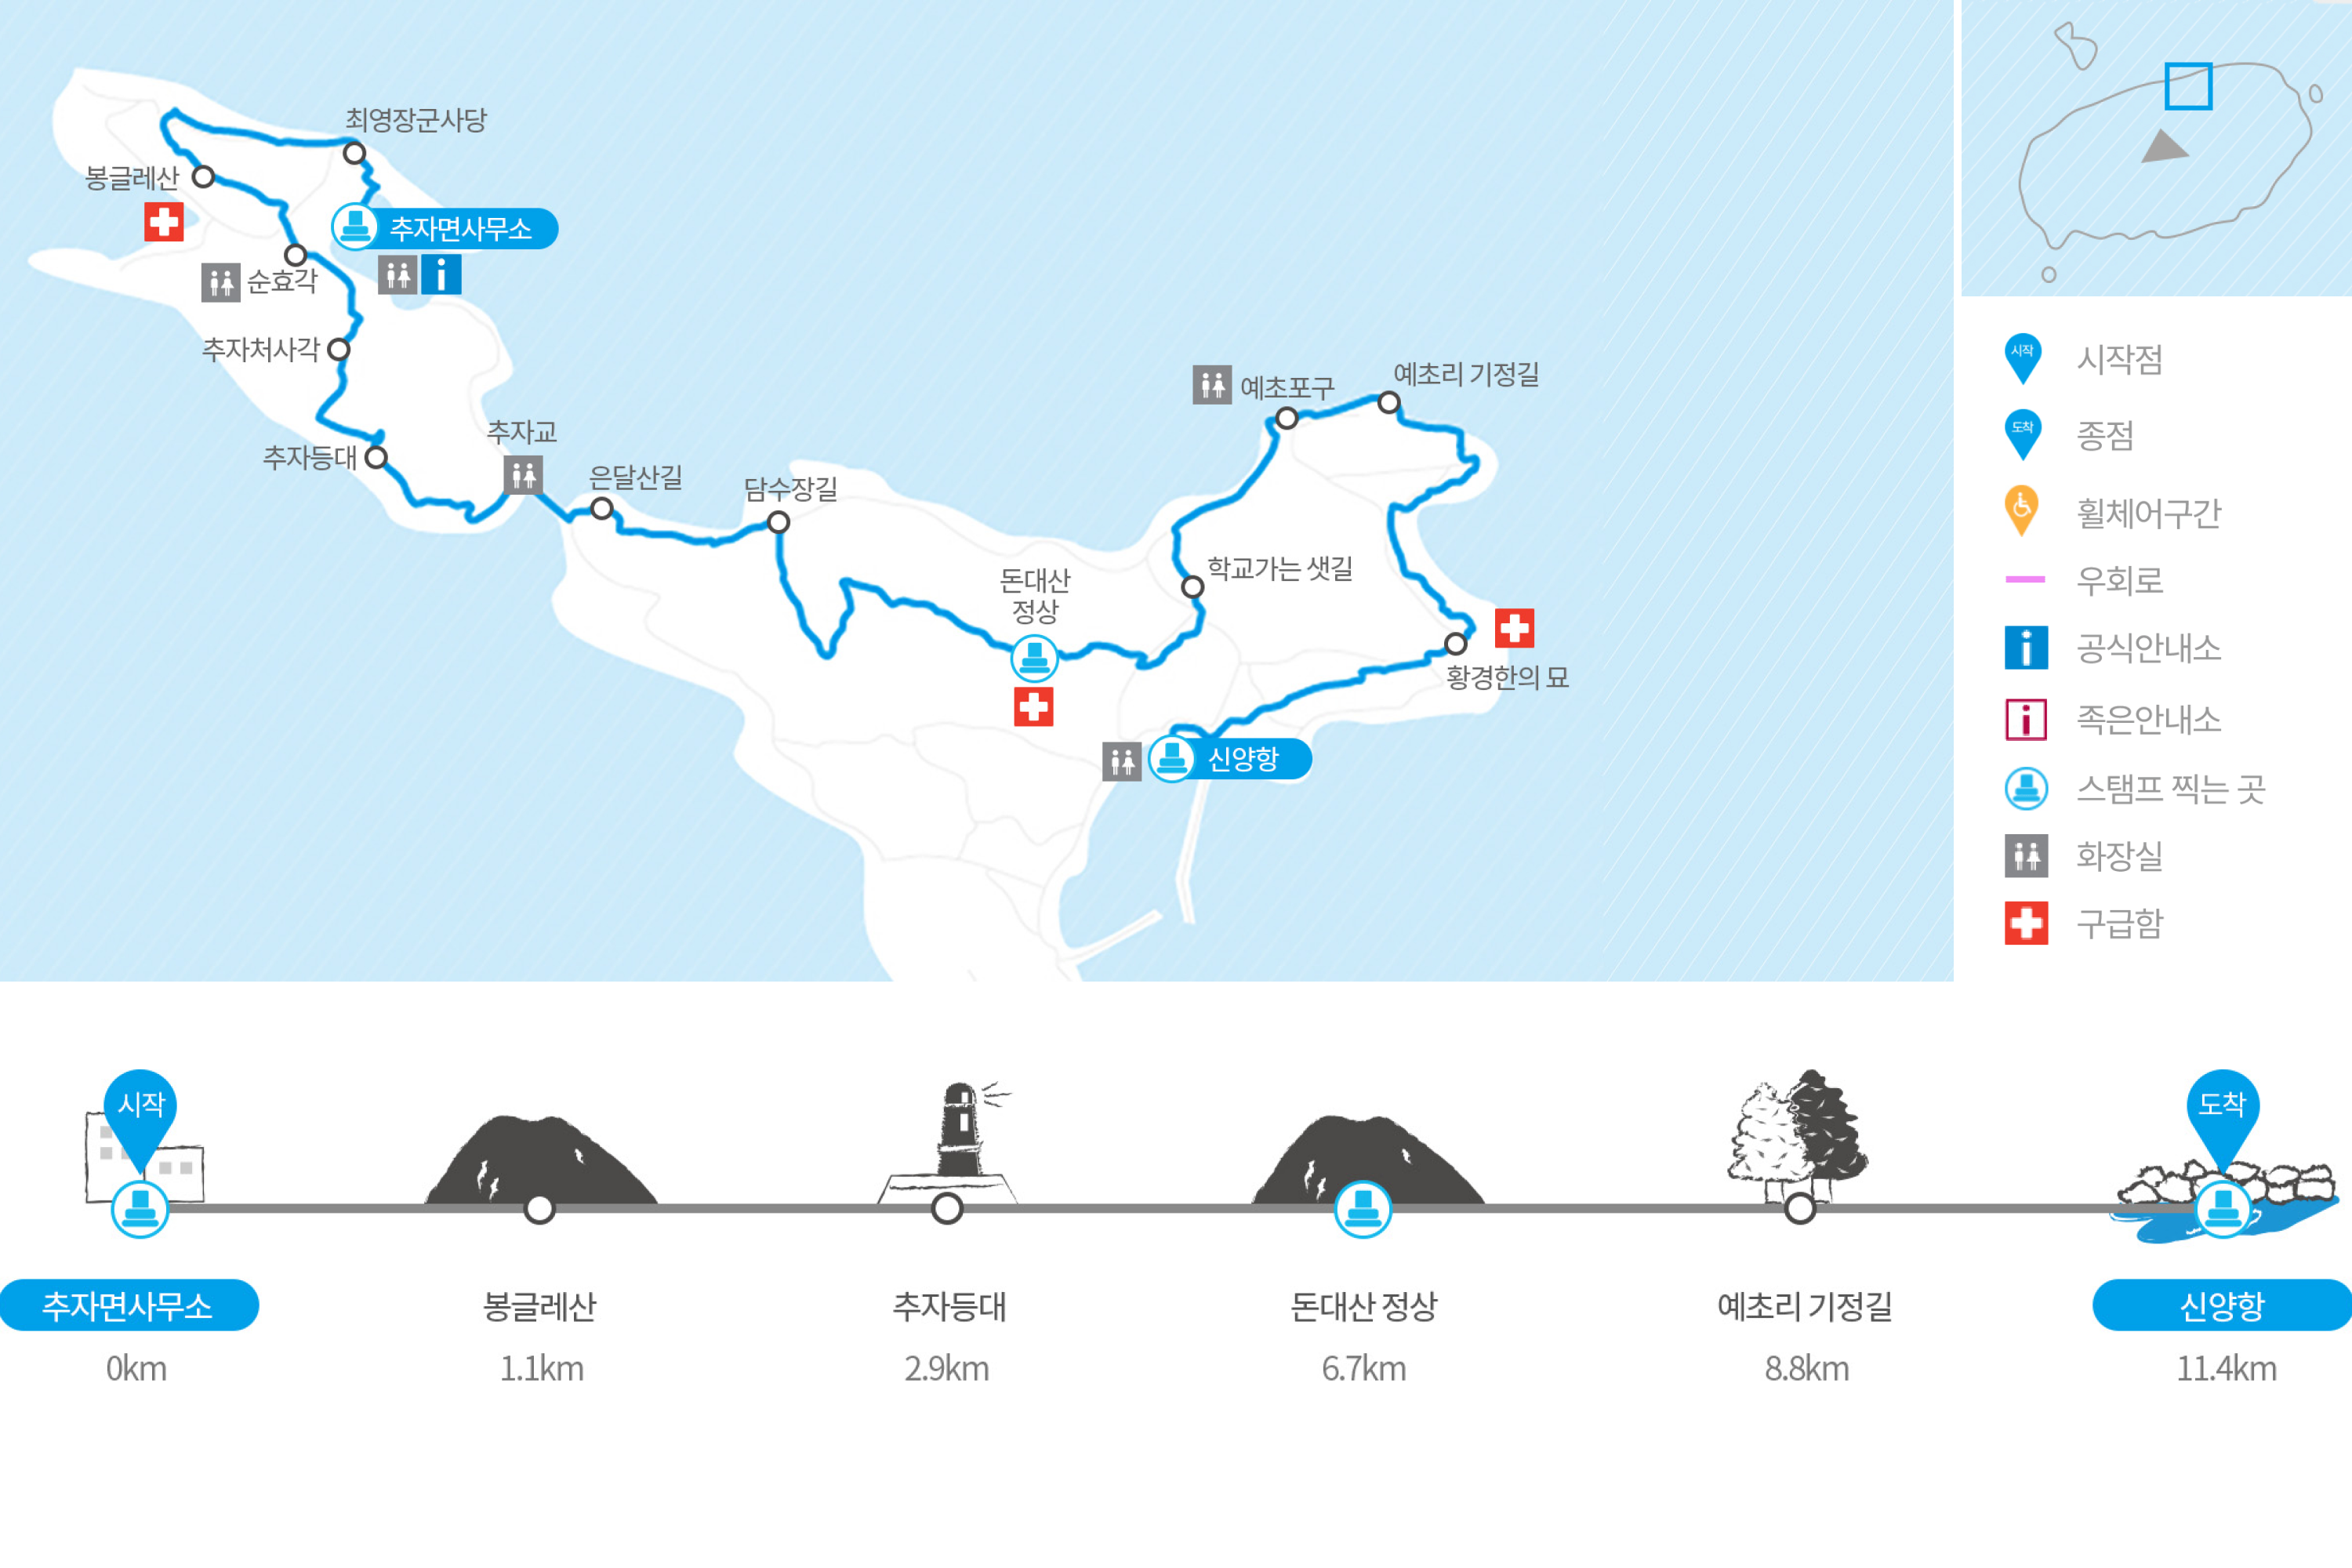 최영장군사당
봉글레산
추자면사무소
순효각
추자처사각
추자등대
추자교
은달산길
담수장길
돈대산
정상
학교가는 샛길
예초포구
예초리 기정길
황경한의 묘
신양항
시작
시작점
도착
종점
휠체어구간
우회로
공식안내소
족은안내소
스탬프 찍는 곳
화장실
구급함
시작
도착
추자면사무소
봉글레산
추자등대
돈대산 정상
예초리 기정길
신양항
0km
1.1km
2.9km
6.7km
8.8km
11.4km